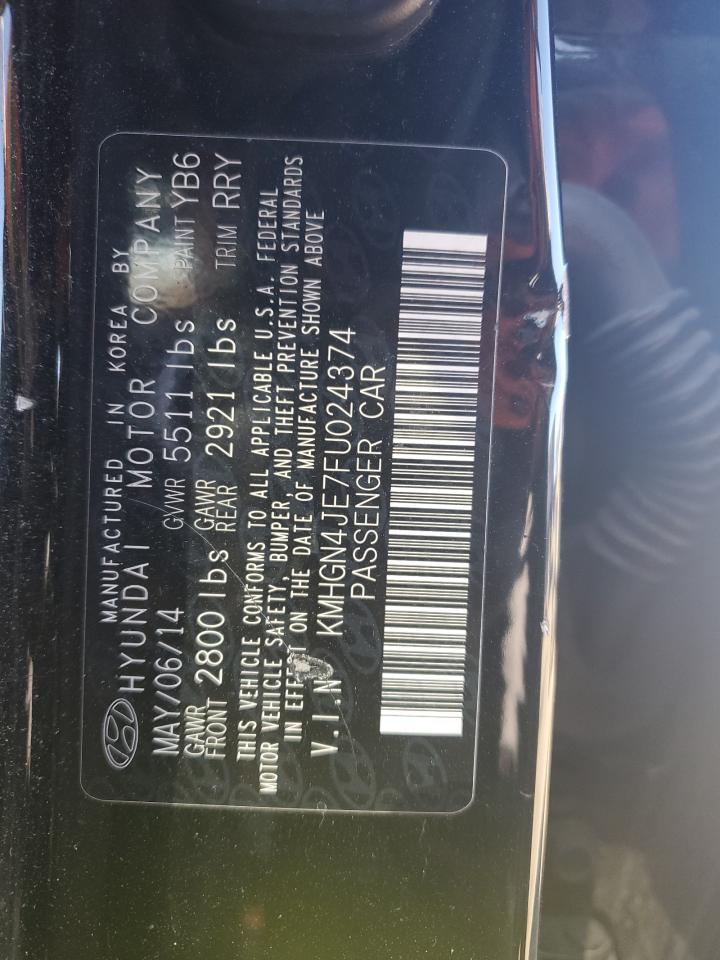 MANUFACTURED IN KOREA BY
HYUNDAI MOTOR COMPANY
MAY/06/14 GVWR 5511 lbs PAINT YB6
GAWR FRONT 2800 lbs GAWR REAR 2921 lbs TRIM RRY
THIS VEHICLE CONFORMS TO ALL APPLICABLE U.S.A. FEDERAL
MOTOR VEHICLE SAFETY, BUMPER, AND THEFT PREVENTION STANDARDS
IN EFFECT ON THE DATE OF MANUFACTURE SHOWN ABOVE
V.I.N KMHGN4JE7FU024374
PASSENGER CAR